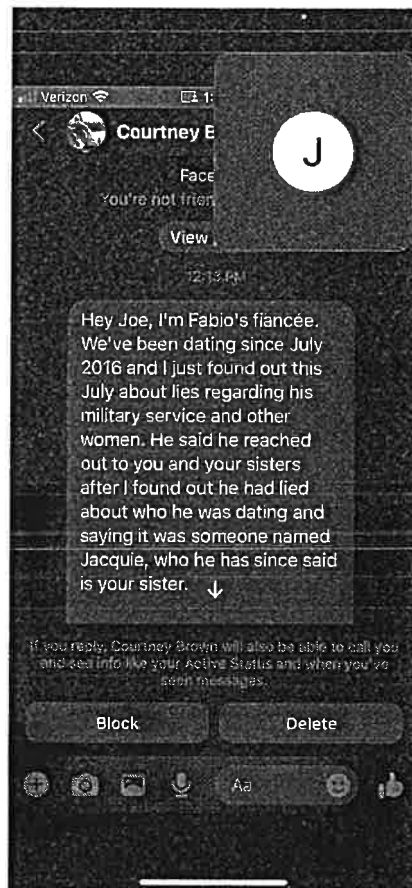 Verizon 1:
Courtney B
J
Face
You're not frien
View
12:13 PM
Hey Joe, I'm Fabio's fiancée.
We've been dating since July
2016 and I just found out this
July about lies regarding his
military service and other
women. He said he reached
out to you and your sisters
after I found out he had lied
about who he was dating and
saying it was someone named
Jacquie, who he has since said
is your sister.
If you reply, Courtney Brown will also be able to call you
and see info like your Active Status and when you've
seen messages.
Block
Delete
Aa